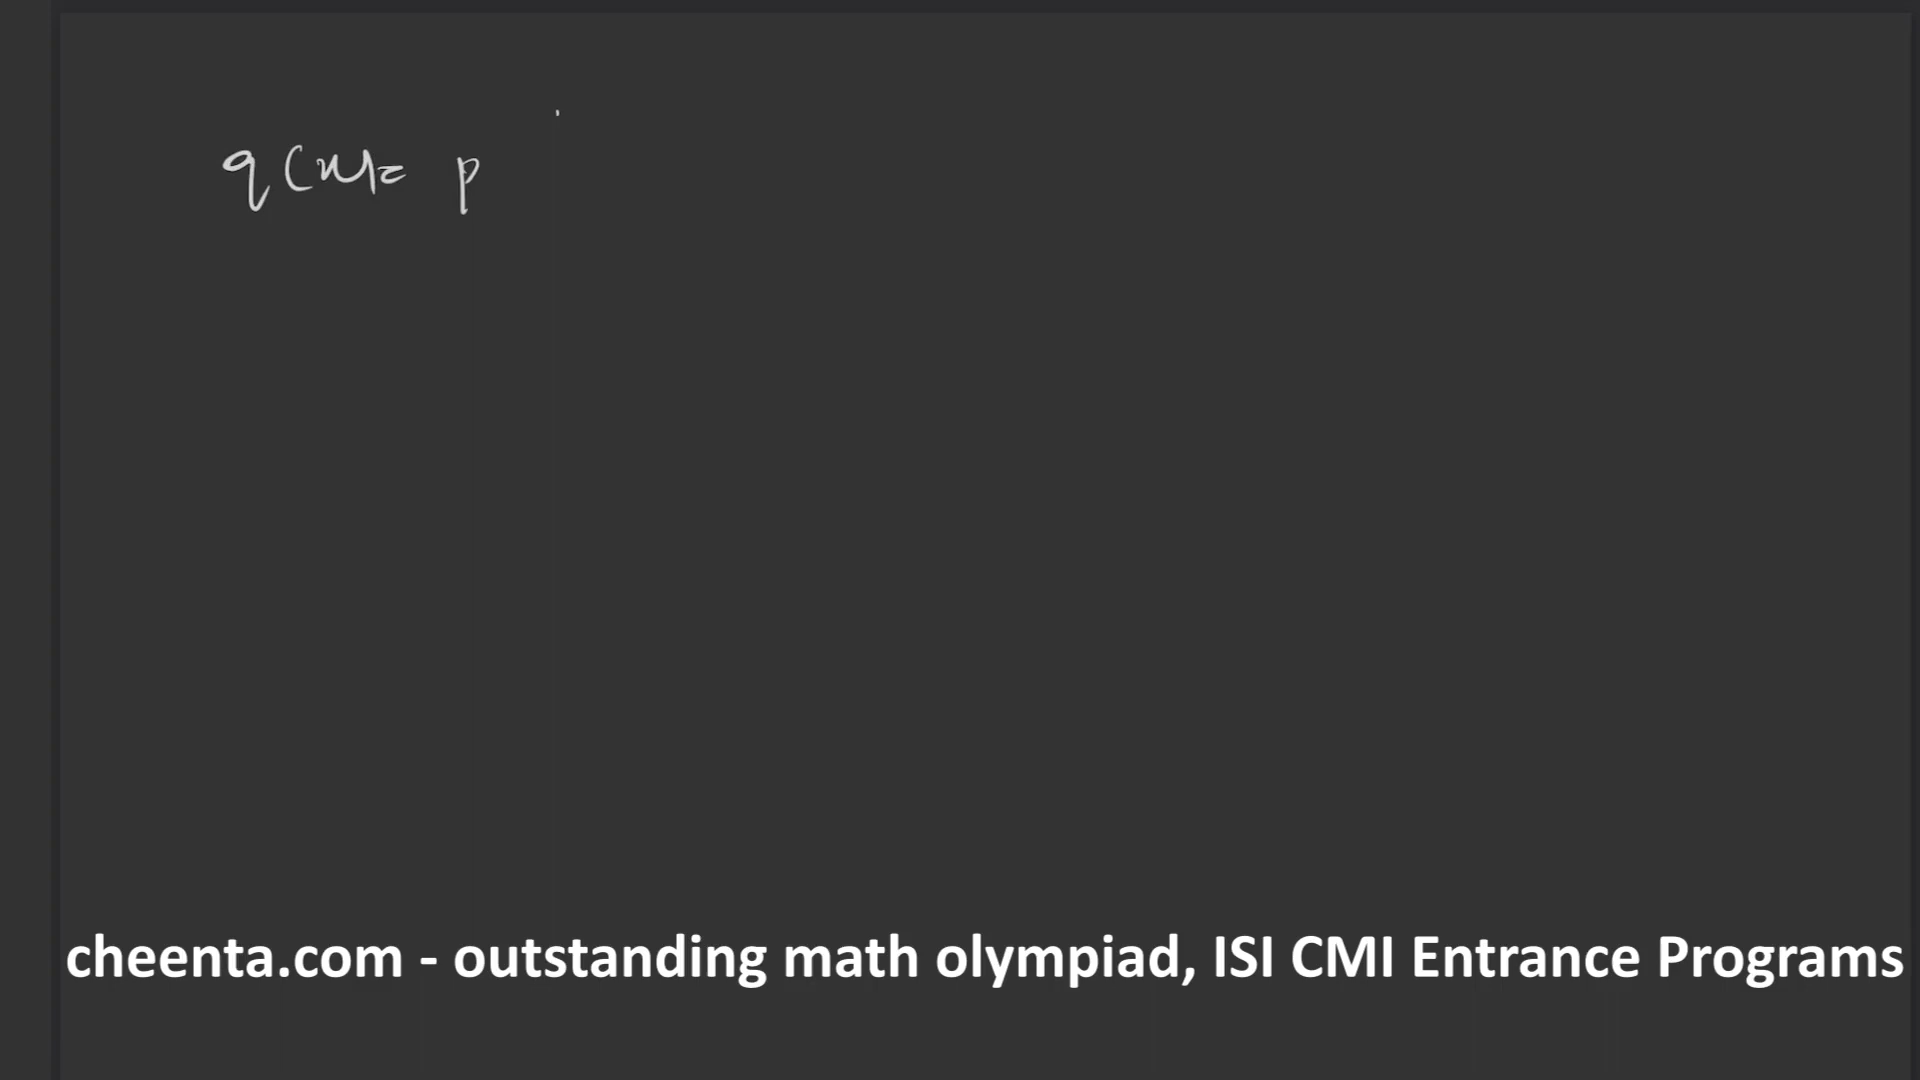 q(x)= p
cheenta.com - outstanding math olympiad, ISI CMI Entrance Programs